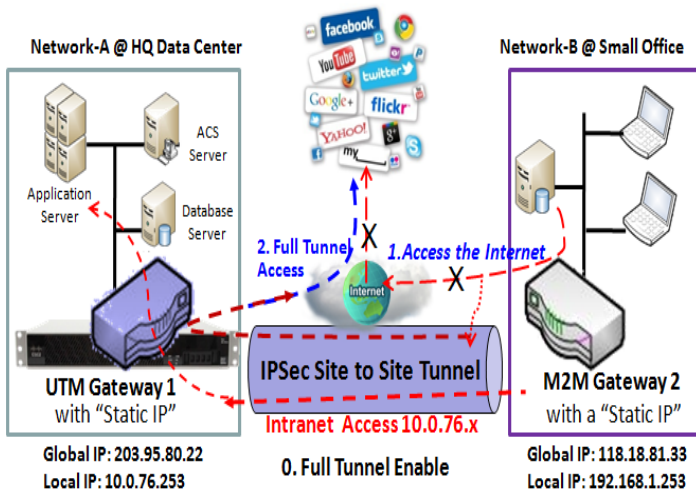 Network-A @ HQ Data Center
Network-B @ Small Office
facebook
YouTube
twitter
Google+
flickr
YAHOO!
my
ACS
Server
Application
Server
Database
Server
2. Full Tunnel
Access
1.Access the Internet
X
X
Internet
IPSec Site to Site Tunnel
UTM Gateway 1
with “Static IP”
M2M Gateway 2
with a “Static IP”
Intranet Access 10.0.76.x
Global IP: 203.95.80.22
Local IP: 10.0.76.253
0. Full Tunnel Enable
Global IP: 118.18.81.33
Local IP: 192.168.1.253